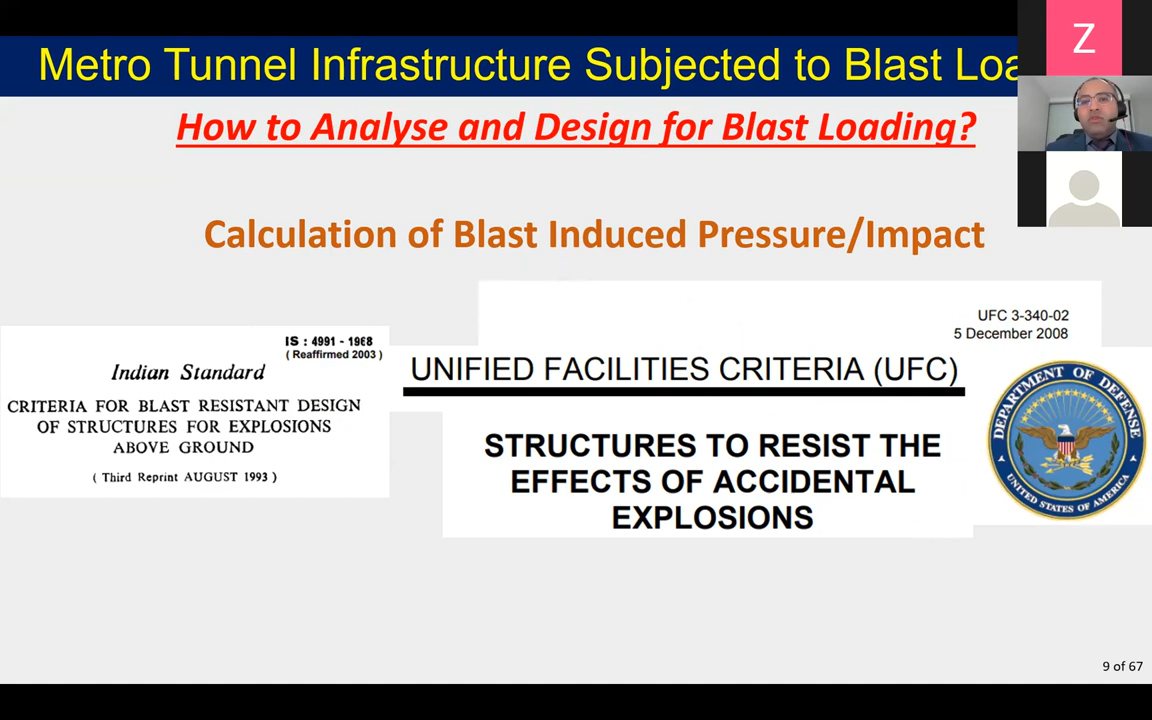 Metro Tunnel Infrastructure Subjected to Blast Loa
Z
How to Analyse and Design for Blast Loading?
Calculation of Blast Induced Pressure/Impact
IS : 4991 - 1968
( Reaffirmed 2003 )
Indian Standard
CRITERIA FOR BLAST RESISTANT DESIGN
OF STRUCTURES FOR EXPLOSIONS
ABOVE GROUND
( Third Reprint AUGUST 1993 )
UFC 3-340-02
5 December 2008
UNIFIED FACILITIES CRITERIA (UFC)
STRUCTURES TO RESIST THE
EFFECTS OF ACCIDENTAL
EXPLOSIONS
DEPARTMENT OF DEFENSE
UNITED STATES OF AMERICA
9 of 67